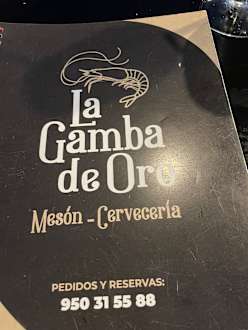 La
Gamba
de Oro
Mesón - Cervecería
PEDIDOS Y RESERVAS:
950 31 55 88